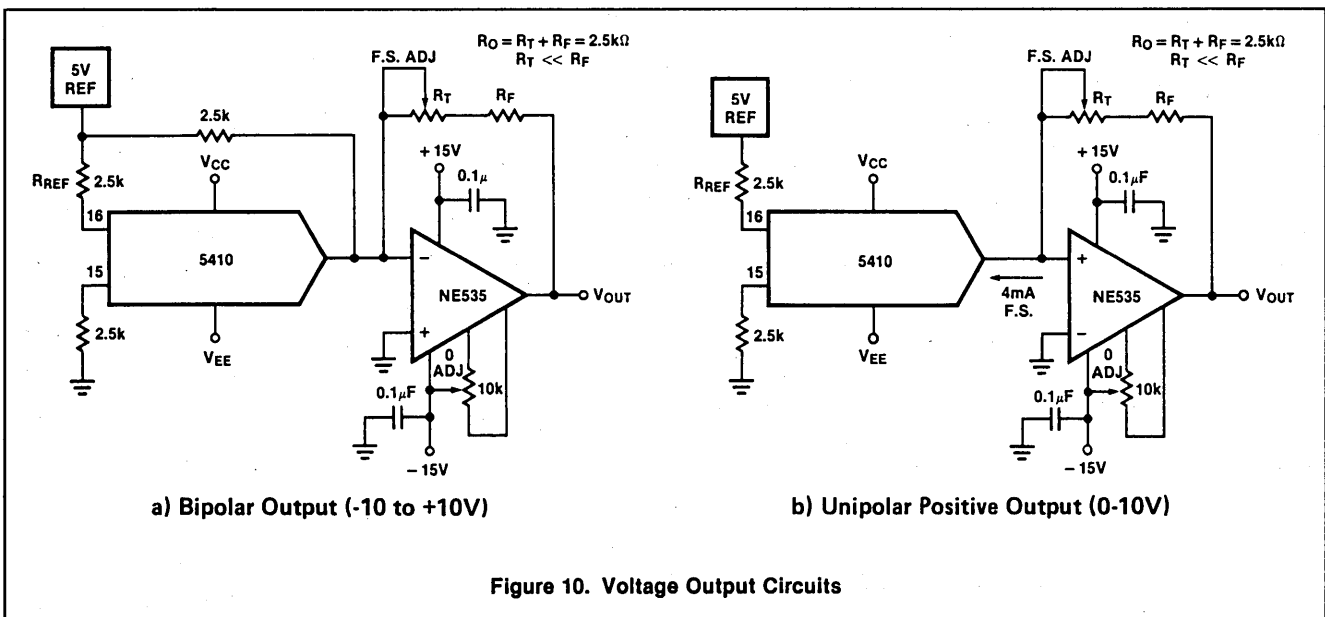 R_O = R_T + R_F = 2.5kΩ
R_T << R_F
F.S. ADJ
5V
REF
R_T
R_F
2.5k
+15V
V_CC
0.1μ
R_REF
2.5k
16
5410
−
15
NE535
V_OUT
+
2.5k
V_EE
0
ADJ
0.1μF
10k
−15V
a) Bipolar Output (-10 to +10V)
R_O = R_T + R_F = 2.5kΩ
R_T << R_F
F.S. ADJ
5V
REF
R_T
R_F
+15V
V_CC
R_REF
2.5k
0.1μF
16
5410
+
15
4mA
F.S.
NE535
V_OUT
−
2.5k
V_EE
0
ADJ
0.1μF
10k
−15V
b) Unipolar Positive Output (0-10V)
Figure 10. Voltage Output Circuits